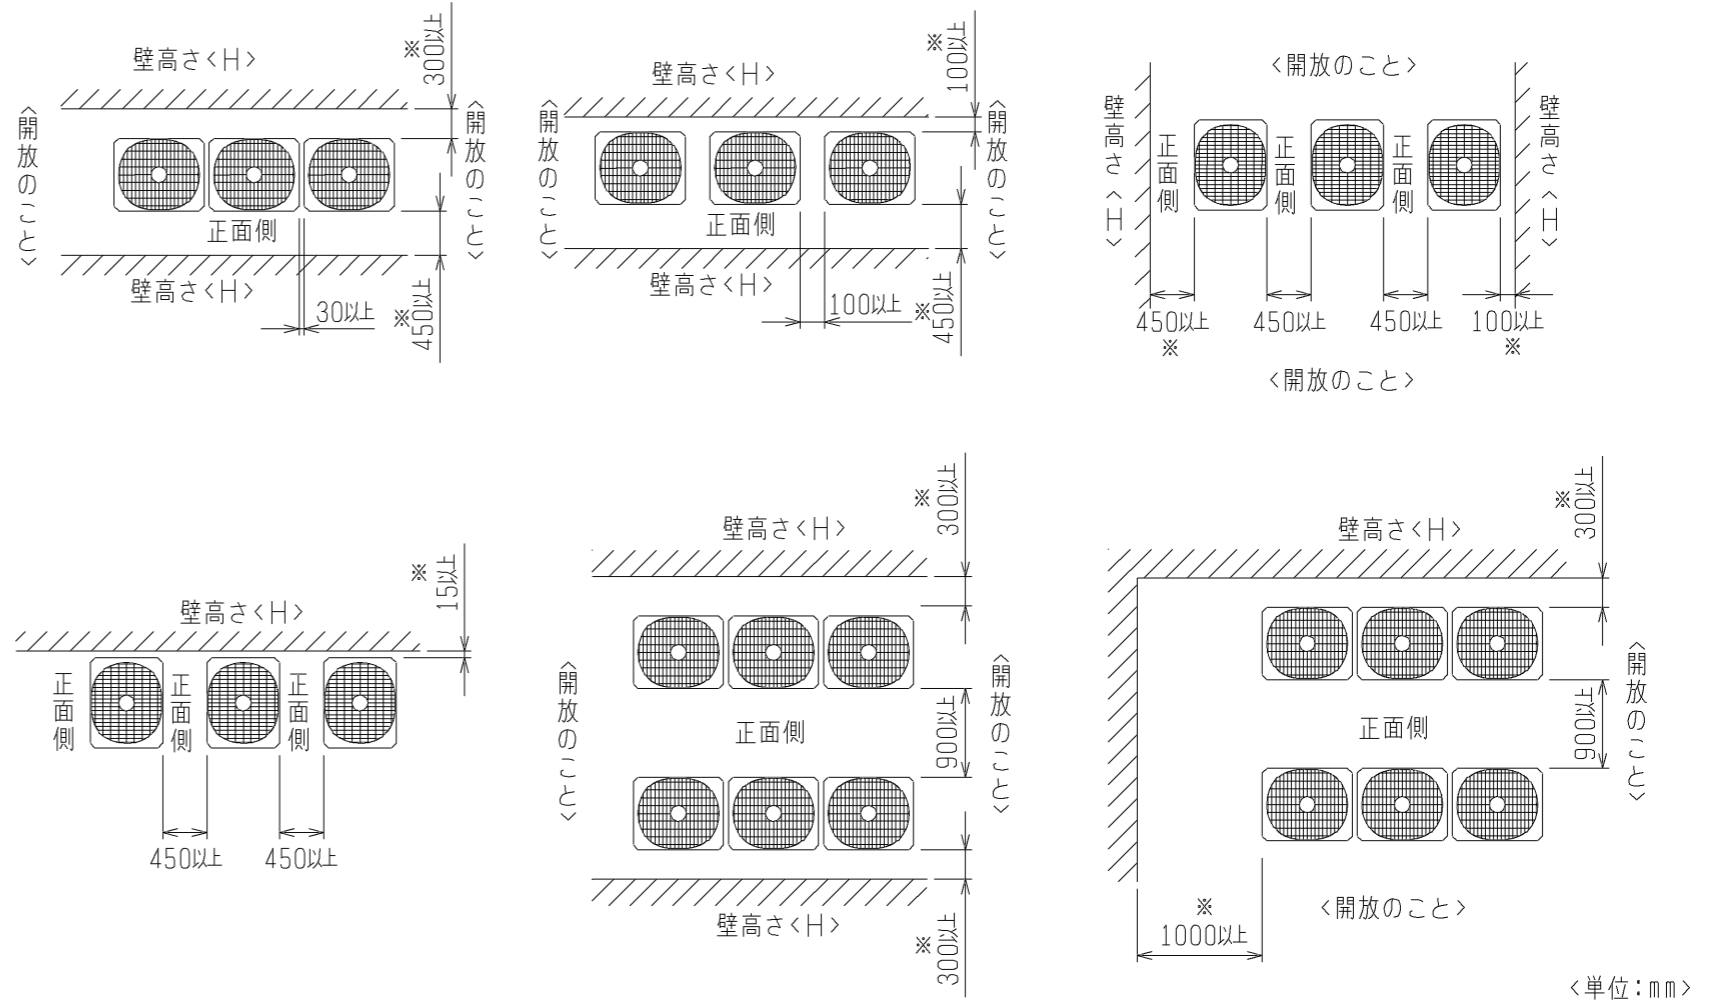 壁高さ<H>
※
300以上
<開放のこと>
<開放のこと>
正面側
壁高さ<H>
30以上
※
450以上
壁高さ<H>
※
100以上
<開放のこと>
<開放のこと>
正面側
壁高さ<H>
100以上
※
450以上
<開放のこと>
壁高さ<H>
正面側
正面側
正面側
壁高さ<H>
450以上
※
450以上
450以上
100以上
※
<開放のこと>
壁高さ<H>
※
15以上
正面側
正面側
正面側
450以上
450以上
壁高さ<H>
※
300以上
<開放のこと>
正面側
900以上
<開放のこと>
壁高さ<H>
※
300以上
壁高さ<H>
※
300以上
正面側
900以上
<開放のこと>
※
1000以上
<開放のこと>
<単位:mm>